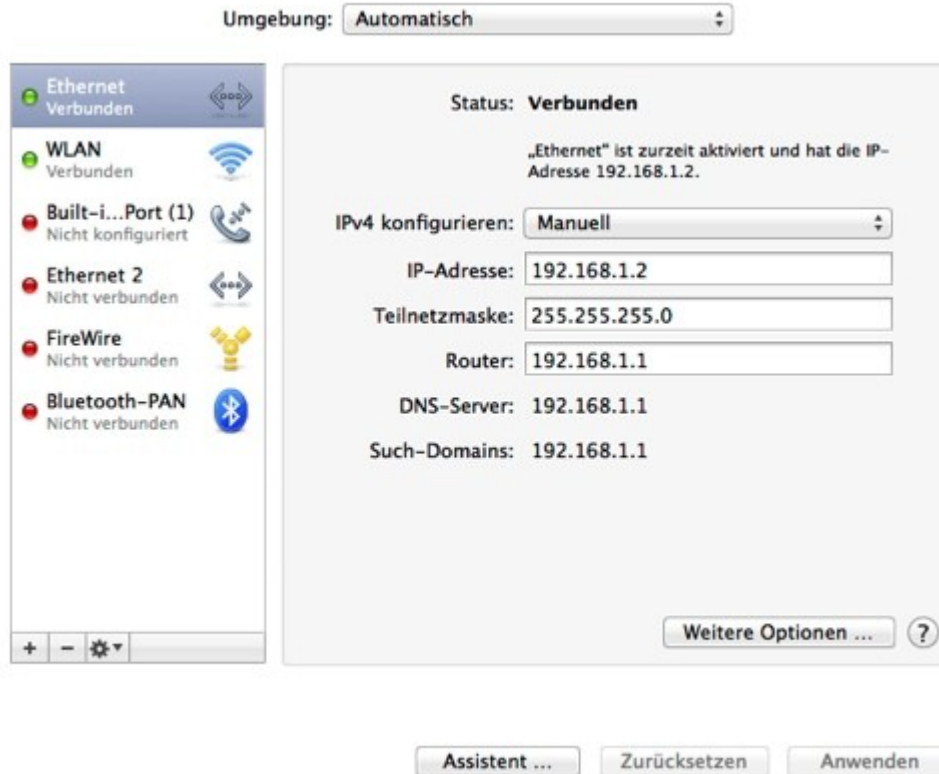 Umgebung: Automatisch
Ethernet
Verbunden
WLAN
Verbunden
Built-i...Port (1)
Nicht konfiguriert
Ethernet 2
Nicht verbunden
FireWire
Nicht verbunden
Bluetooth-PAN
Nicht verbunden
Status: Verbunden
„Ethernet“ ist zurzeit aktiviert und hat die IP-
Adresse 192.168.1.2.
IPv4 konfigurieren: Manuell
IP-Adresse: 192.168.1.2
Teilnetzmaske: 255.255.255.0
Router: 192.168.1.1
DNS-Server: 192.168.1.1
Such-Domains: 192.168.1.1
Weitere Optionen ... ?
Assistent ... Zurücksetzen Anwenden